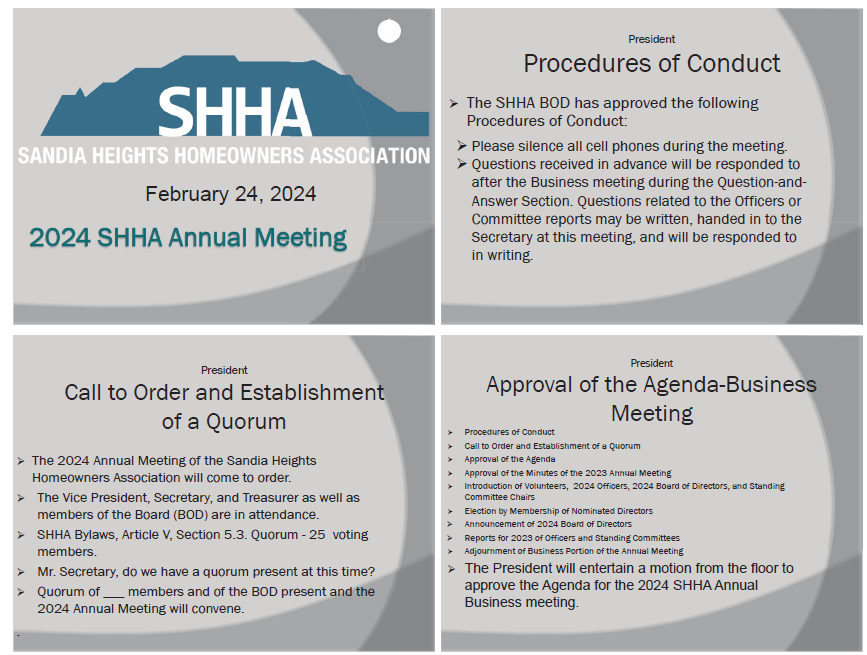 SHHA
SANDIA HEIGHTS HOMEOWNERS ASSOCIATION
February 24, 2024
2024 SHHA Annual Meeting
President
Procedures of Conduct
➢ The SHHA BOD has approved the following
Procedures of Conduct:
➢ Please silence all cell phones during the meeting.
➢ Questions received in advance will be responded to
after the Business meeting during the Question-and-
Answer Section. Questions related to the Officers or
Committee reports may be written, handed in to the
Secretary at this meeting, and will be responded to
in writing.
President
Call to Order and Establishment
of a Quorum
➢ The 2024 Annual Meeting of the Sandia Heights
Homeowners Association will come to order.
➢ The Vice President, Secretary, and Treasurer as well as
members of the Board (BOD) are in attendance.
➢ SHHA Bylaws, Article V, Section 5.3. Quorum - 25 voting
members.
➢ Mr. Secretary, do we have a quorum present at this time?
➢ Quorum of ___ members and of the BOD present and the
2024 Annual Meeting will convene.
.
President
Approval of the Agenda-Business
Meeting
➢ Procedures of Conduct
➢ Call to Order and Establishment of a Quorum
➢ Approval of the Agenda
➢ Approval of the Minutes of the 2023 Annual Meeting
➢ Introduction of Volunteers, 2024 Officers, 2024 Board of Directors, and Standing
Committee Chairs
➢ Election by Membership of Nominated Directors
➢ Announcement of 2024 Board of Directors
➢ Reports for 2023 of Officers and Standing Committees
➢ Adjournment of Business Portion of the Annual Meeting
➢ The President will entertain a motion from the floor to
approve the Agenda for the 2024 SHHA Annual
Business meeting.